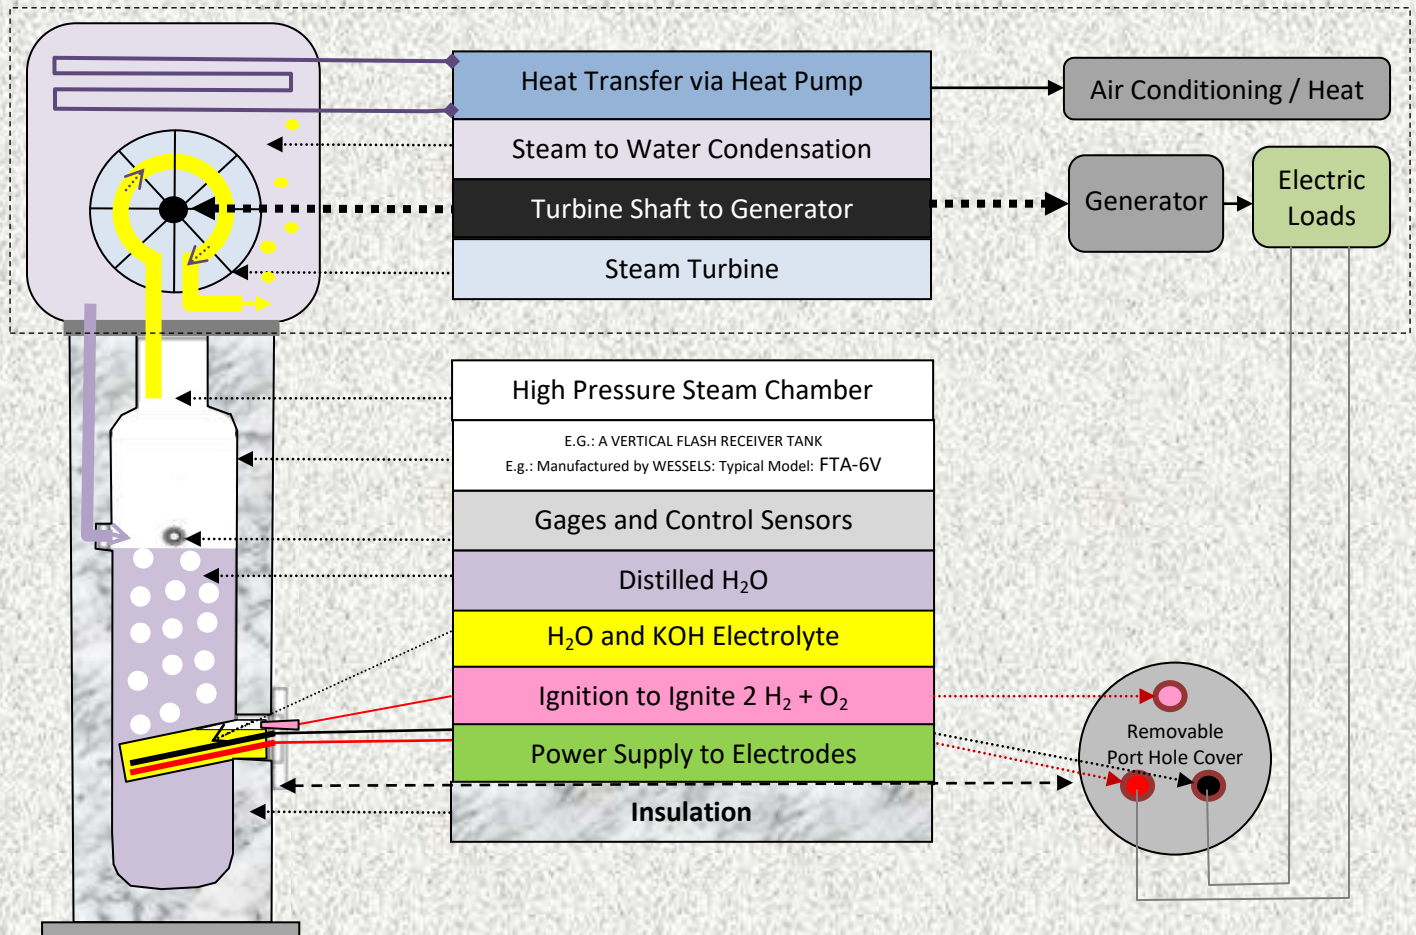 Heat Transfer via Heat Pump
Air Conditioning / Heat
Steam to Water Condensation
Turbine Shaft to Generator
Generator
Electric
Loads
Steam Turbine
High Pressure Steam Chamber
E.G.: A VERTICAL FLASH RECEIVER TANK
E.g.: Manufactured by WESSELS: Typical Model: FTA-6V
Gages and Control Sensors
Distilled H₂O
H₂O and KOH Electrolyte
Ignition to Ignite 2 H₂ + O₂
Power Supply to Electrodes
Insulation
Removable
Port Hole Cover